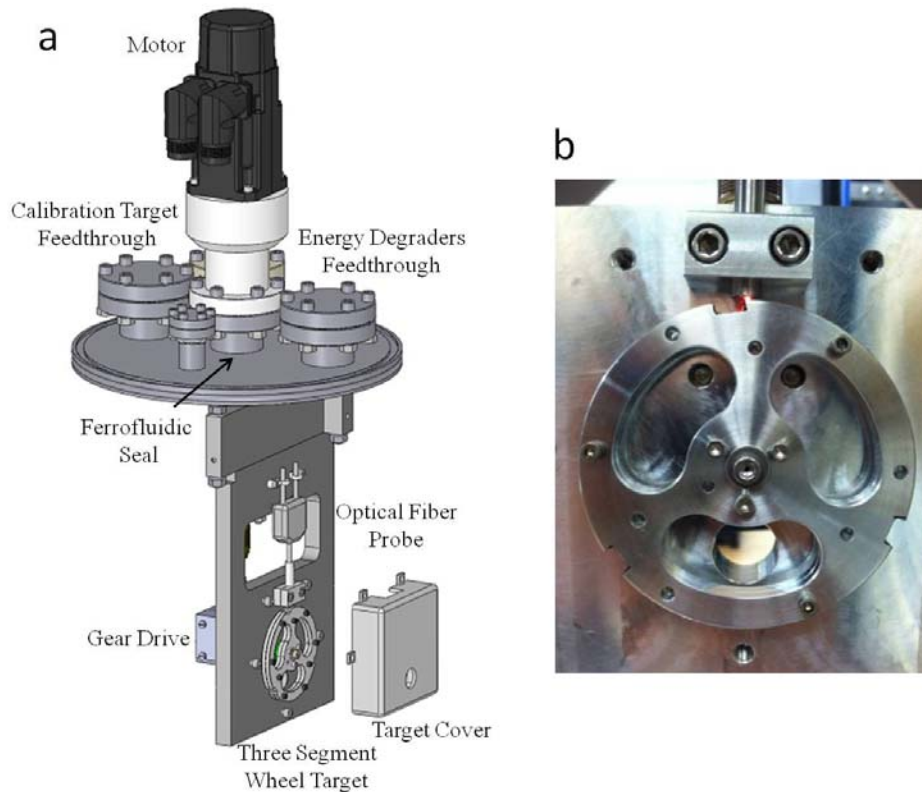 a
Motor
Calibration Target
Feedthrough
Energy Degraders
Feedthrough
Ferrofluidic
Seal
Optical Fiber
Probe
Gear Drive
Target Cover
Three Segment
Wheel Target
b